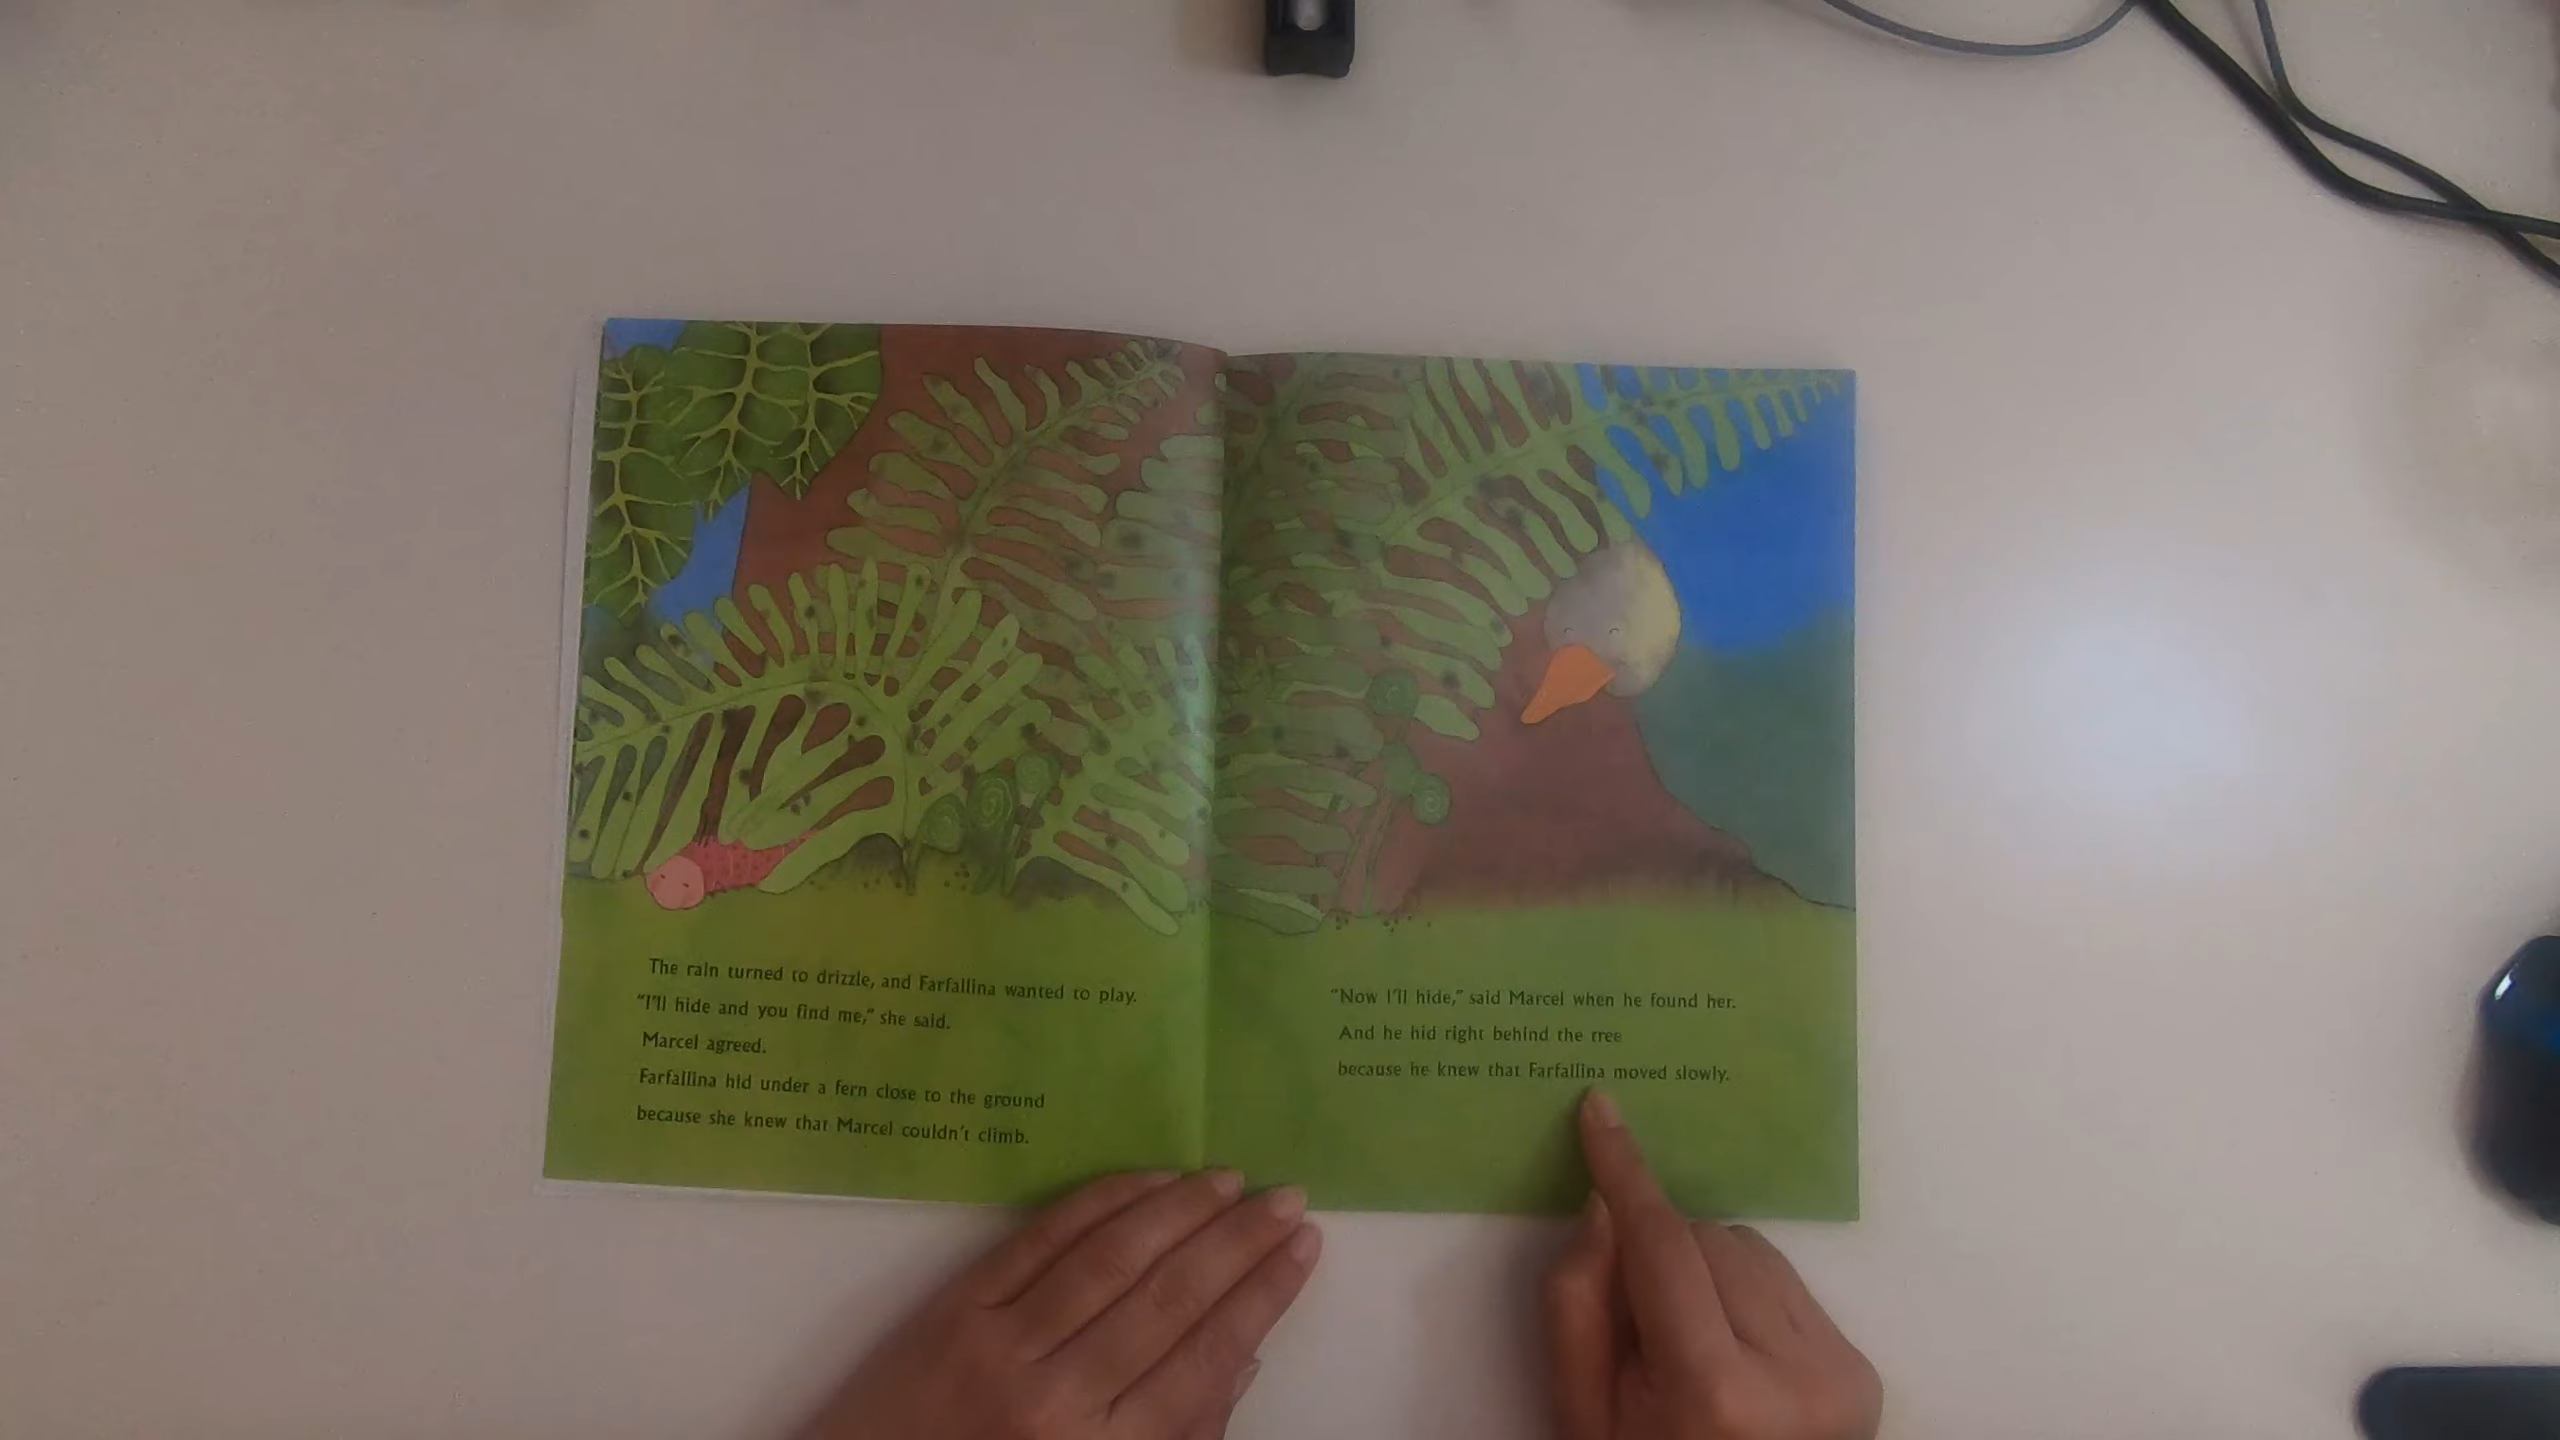 The rain turned to drizzle, and Farfallina wanted to play.
“I’ll hide and you find me,” she said.
Marcel agreed.
Farfallina hid under a fern close to the ground
because she knew that Marcel couldn’t climb.
“Now I’ll hide,” said Marcel when he found her.
And he hid right behind the tree
because he knew that Farfallina moved slowly.